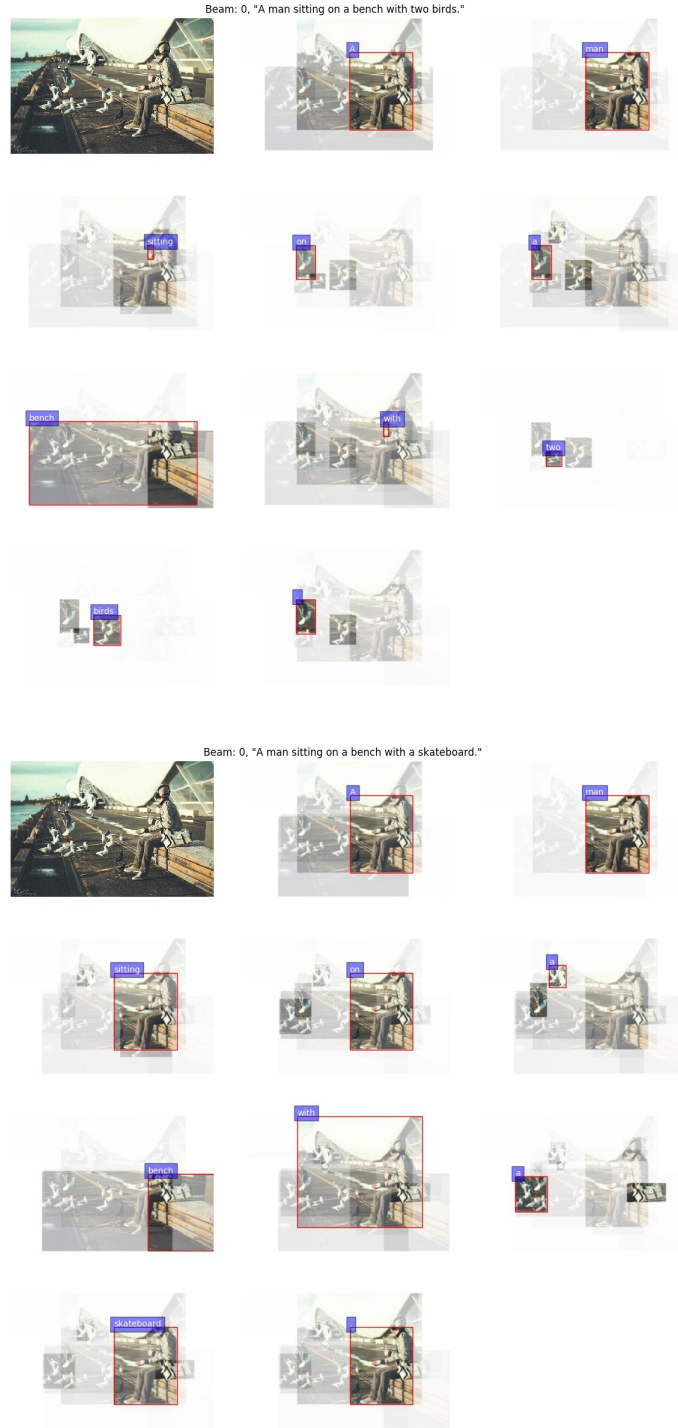 Beam: 0, "A man sitting on a bench with two birds."
A
man
sitting
on
a
bench
with
two
birds
.
Beam: 0, "A man sitting on a bench with a skateboard."
A
man
sitting
on
a
bench
with
a
skateboard
.